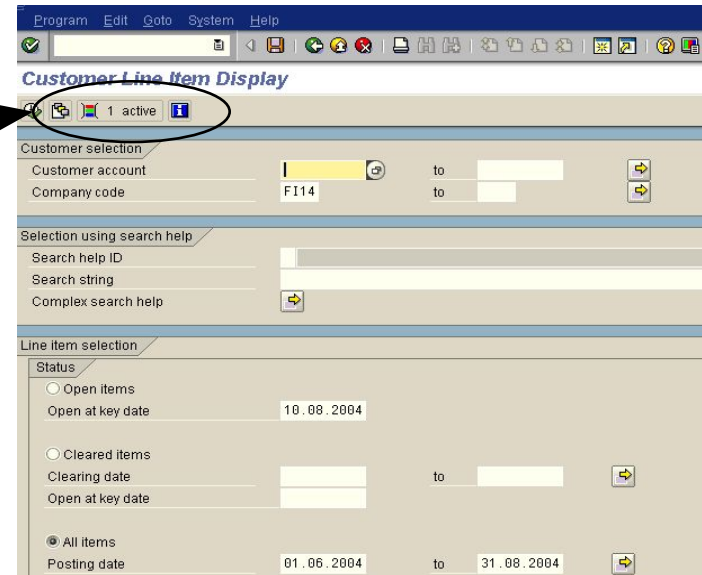 Program Edit Goto System Help
Customer Line Item Display
1 active
Customer selection
Customer account to
Company code FI14 to
Selection using search help
Search help ID
Search string
Complex search help
Line item selection
Status
Open items
Open at key date 10.08.2004
Cleared items
Clearing date to
Open at key date
All items
Posting date 01.06.2004 to 31.08.2004